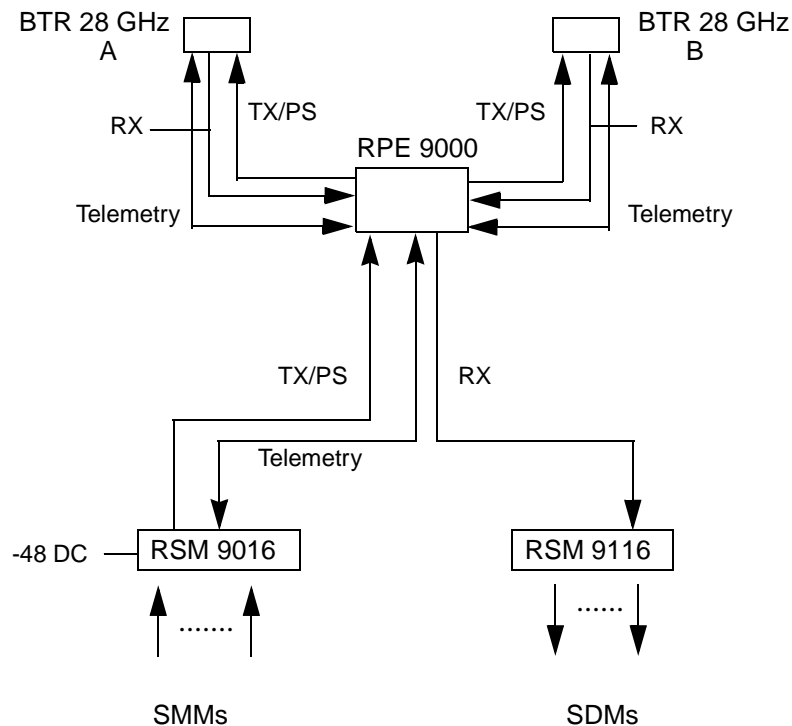 BTR 28 GHz
A
BTR 28 GHz
B
RX
TX/PS
TX/PS
RX
RPE 9000
Telemetry
Telemetry
TX/PS
RX
Telemetry
-48 DC
RSM 9016
RSM 9116
.......
......
SMMs
SDMs